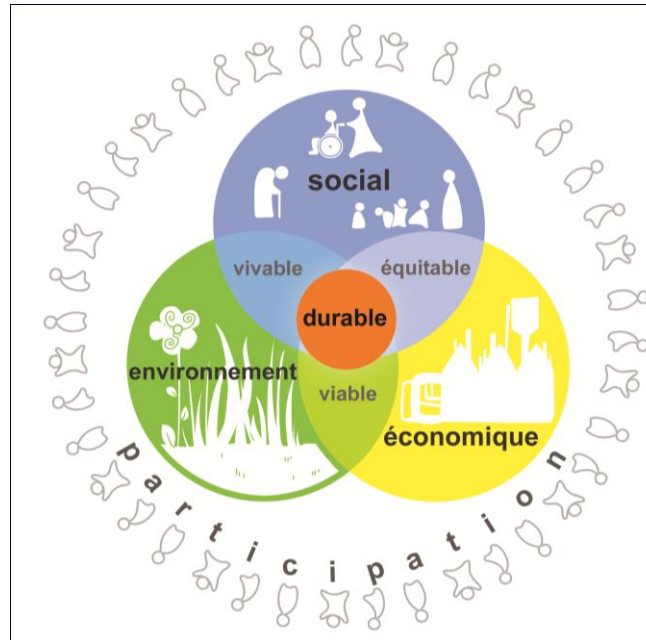 social
vivable
équitable
durable
environnement
viable
économique
participation